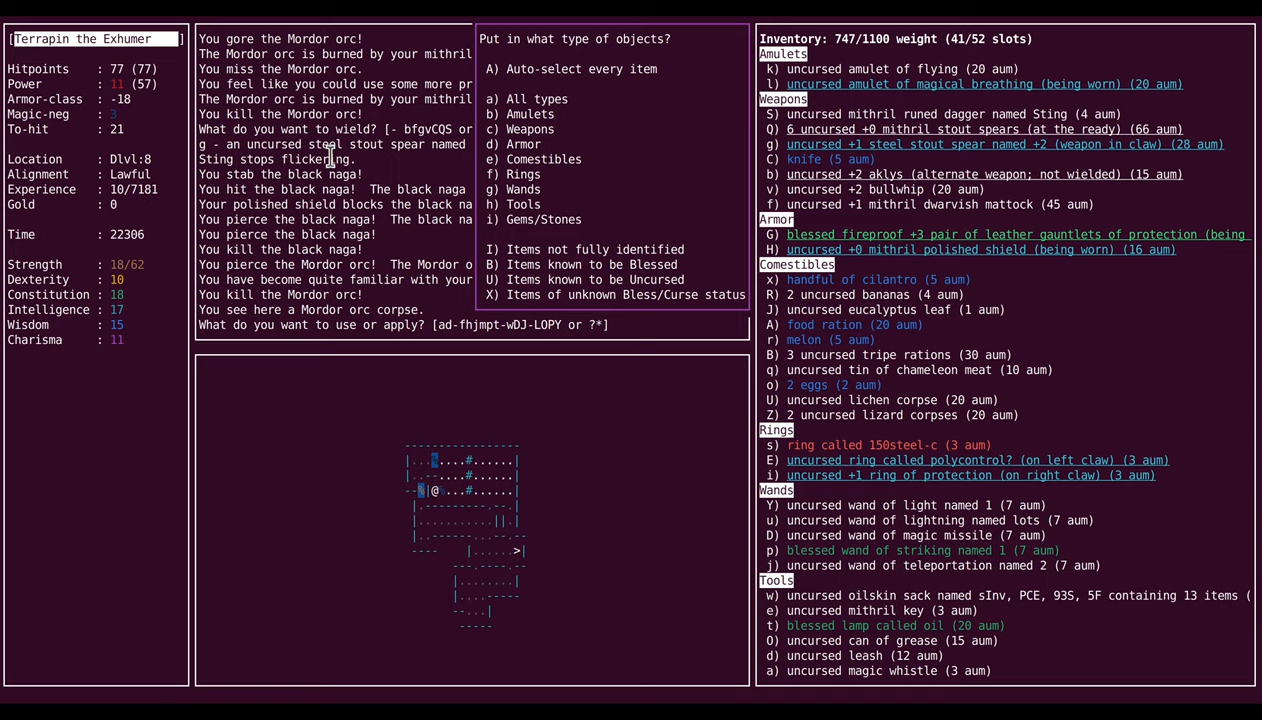 [Terrapin the Exhumer ]
Hitpoints : 77 (77)
Power : 11 (57)
Armor-class : -18
Magic-neg : 3
To-hit : 21
Location : Dlvl:8
Alignment : Lawful
Experience : 10/7181
Gold : 0
Time : 22306
Strength : 18/62
Dexterity : 10
Constitution : 18
Intelligence : 17
Wisdom : 15
Charisma : 11
You gore the Mordor orc!
The Mordor orc is burned by your mithril
You miss the Mordor orc.
You feel like you could use some more pr
The Mordor orc is burned by your mithril
You kill the Mordor orc!
What do you want to wield? [- bfgvCQS or
g - an uncursed steel stout spear named
Sting stops flickering.
You stab the black naga!
You hit the black naga!  The black naga
Your polished shield blocks the black na
You pierce the black naga!  The black na
You pierce the black naga!
You kill the black naga!
You pierce the Mordor orc!  The Mordor o
You have become quite familiar with your
You kill the Mordor orc!
You see here a Mordor orc corpse.
What do you want to use or apply? [ad-fhjmpt-wDJ-LOPY or ?*]
Put in what type of objects?
A) Auto-select every item
a) All types
b) Amulets
c) Weapons
d) Armor
e) Comestibles
f) Rings
g) Wands
h) Tools
i) Gems/Stones
I) Items not fully identified
B) Items known to be Blessed
U) Items known to be Uncursed
X) Items of unknown Bless/Curse status
Inventory: 747/1100 weight (41/52 slots)
Amulets
k) uncursed amulet of flying (20 aum)
l) uncursed amulet of magical breathing (being worn) (20 aum)
Weapons
S) uncursed mithril runed dagger named Sting (4 aum)
Q) 6 uncursed +0 mithril stout spears (at the ready) (66 aum)
g) uncursed +1 steel stout spear named +2 (weapon in claw) (28 aum)
C) knife (5 aum)
b) uncursed +2 aklys (alternate weapon; not wielded) (15 aum)
v) uncursed +2 bullwhip (20 aum)
f) uncursed +1 mithril dwarvish mattock (45 aum)
Armor
G) blessed fireproof +3 pair of leather gauntlets of protection (being
H) uncursed +0 mithril polished shield (being worn) (16 aum)
Comestibles
x) handful of cilantro (5 aum)
R) 2 uncursed bananas (4 aum)
J) uncursed eucalyptus leaf (1 aum)
A) food ration (20 aum)
r) melon (5 aum)
B) 3 uncursed tripe rations (30 aum)
q) uncursed tin of chameleon meat (10 aum)
o) 2 eggs (2 aum)
U) uncursed lichen corpse (20 aum)
Z) 2 uncursed lizard corpses (20 aum)
Rings
s) ring called 150steel-c (3 aum)
E) uncursed ring called polycontrol? (on left claw) (3 aum)
i) uncursed +1 ring of protection (on right claw) (3 aum)
Wands
Y) uncursed wand of light named 1 (7 aum)
u) uncursed wand of lightning named lots (7 aum)
D) uncursed wand of magic missile (7 aum)
p) blessed wand of striking named 1 (7 aum)
j) uncursed wand of teleportation named 2 (7 aum)
Tools
w) uncursed oilskin sack named sInv, PCE, 93S, 5F containing 13 items (
e) uncursed mithril key (3 aum)
t) blessed lamp called oil (20 aum)
O) uncursed can of grease (15 aum)
d) uncursed leash (12 aum)
a) uncursed magic whistle (3 aum)